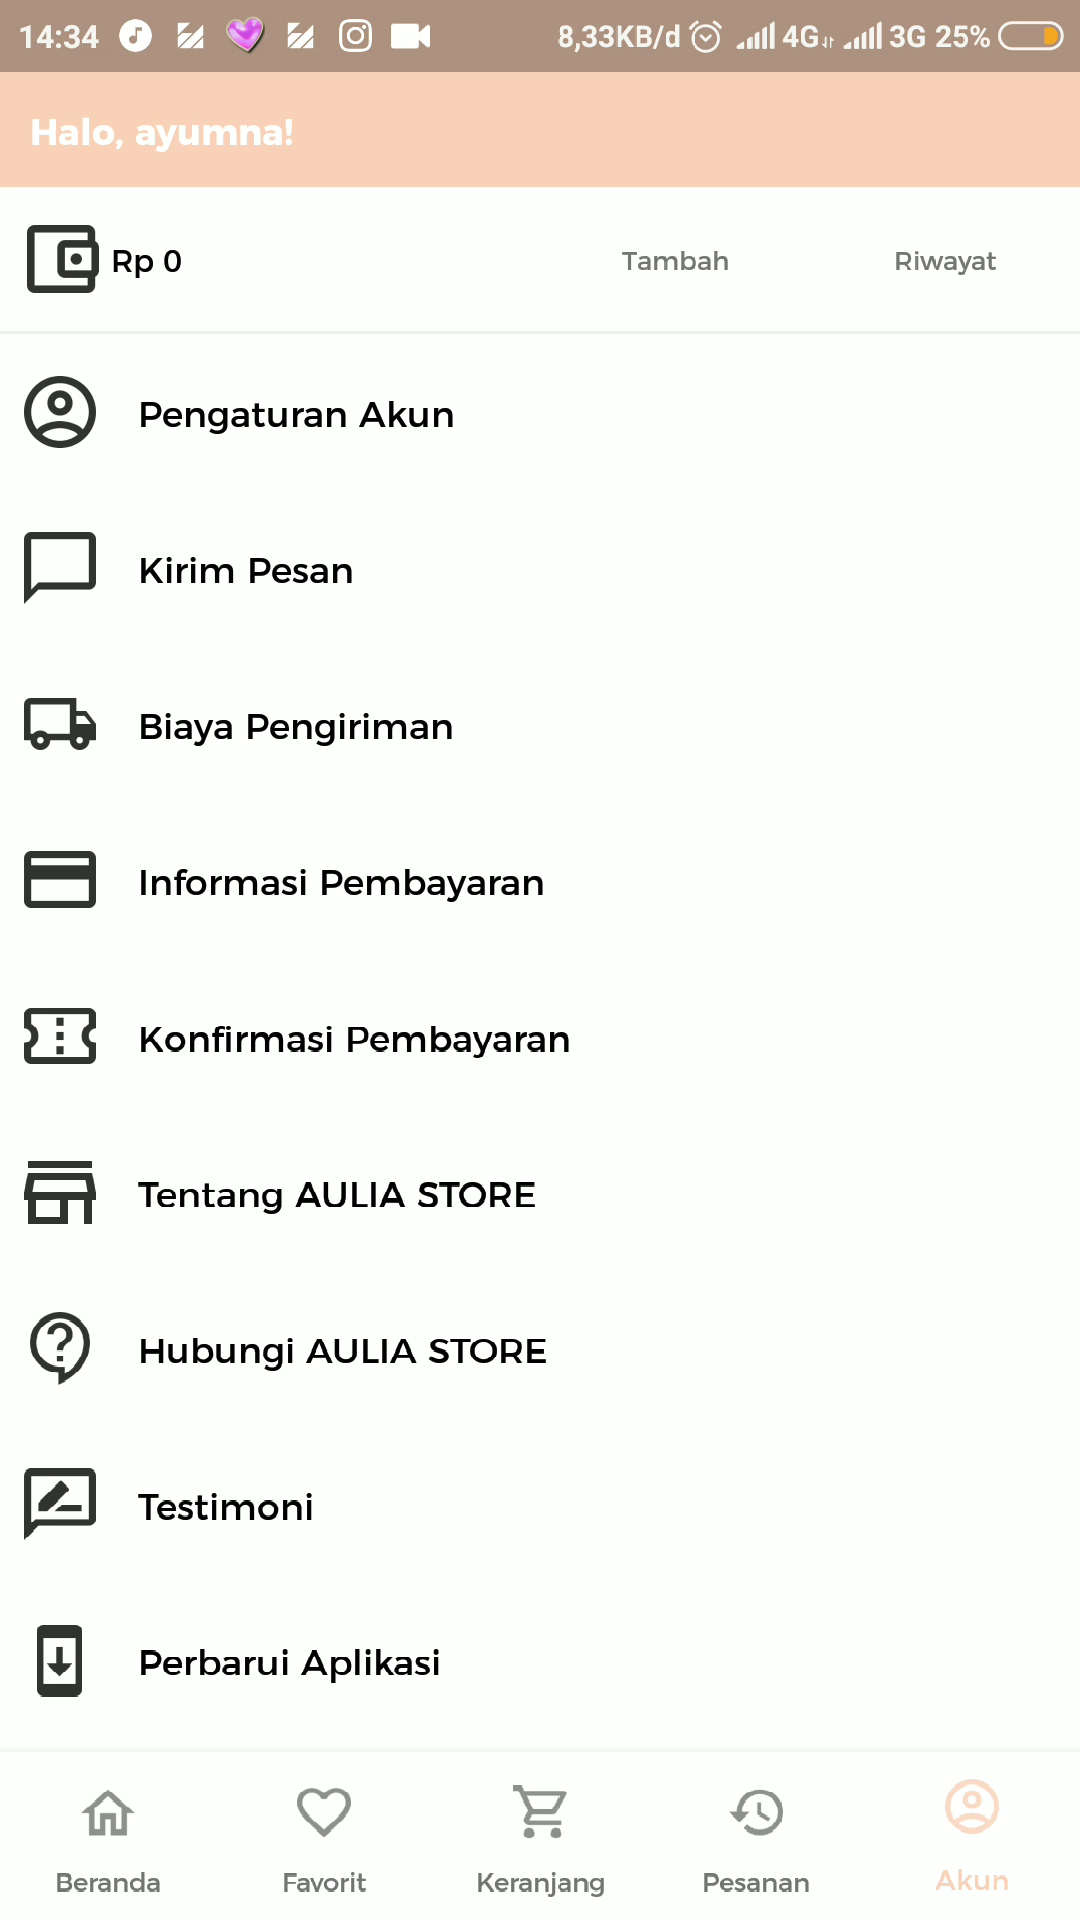 14:34 8,33KB/d 4G 3G 25%
Halo, ayumna!
Rp 0 Tambah Riwayat
Pengaturan Akun
Kirim Pesan
Biaya Pengiriman
Informasi Pembayaran
Konfirmasi Pembayaran
Tentang AULIA STORE
Hubungi AULIA STORE
Testimoni
Perbarui Aplikasi
Beranda Favorit Keranjang Pesanan Akun